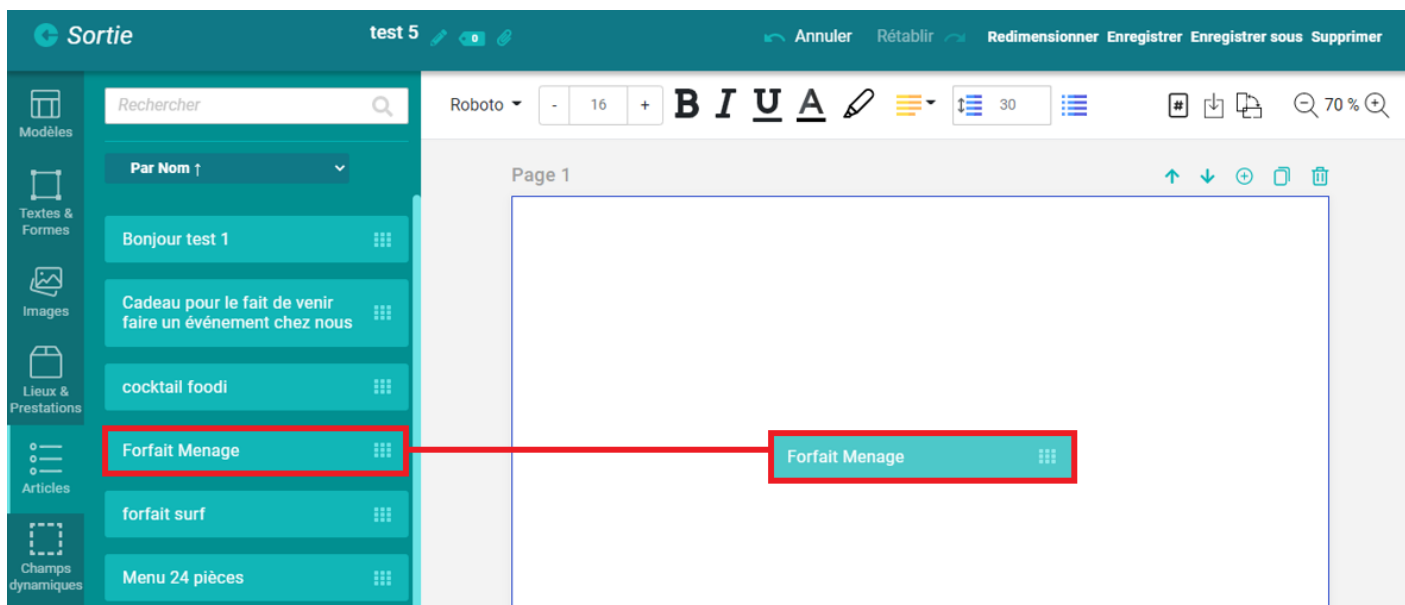 Sortie
test 5
0
Annuler
Rétablir
Redimensionner Enregistrer Enregistrer sous Supprimer
Modèles
Textes &
Formes
Images
Lieux &
Prestations
Articles
Champs
dynamiques
Rechercher
Par Nom ↑
Bonjour test 1
Cadeau pour le fait de venir
faire un événement chez nous
cocktail foodi
Forfait Menage
forfait surf
Menu 24 pièces
Roboto - 16 + B I U A 30 # 70 %
Page 1
Forfait Menage